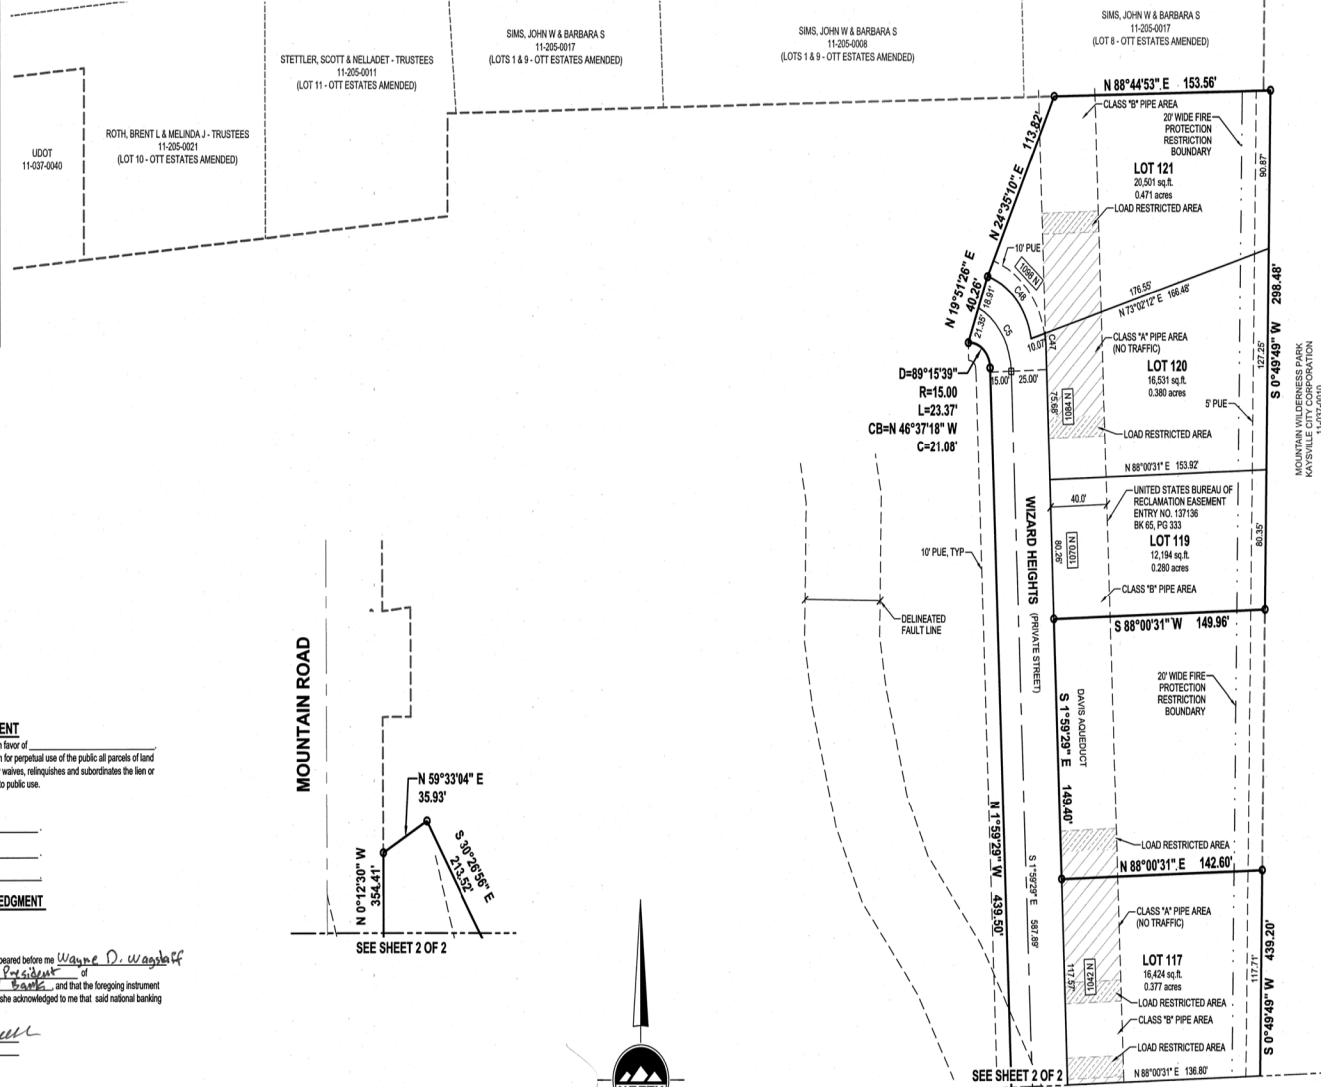 SIMS, JOHN W & BARBARA S
11-205-0017
(LOT 8 - OTT ESTATES AMENDED)
SIMS, JOHN W & BARBARA S
11-205-0017
(LOTS 1 & 9 - OTT ESTATES AMENDED)
SIMS, JOHN W & BARBARA S
11-205-0008
(LOTS 1 & 9 - OTT ESTATES AMENDED)
STETTLER, SCOTT & NELLADET - TRUSTEES
11-205-0011
(LOT 11 - OTT ESTATES AMENDED)
ROTH, BRENT L & MELINDA J - TRUSTEES
11-205-0021
(LOT 10 - OTT ESTATES AMENDED)
UDOT
11-037-0040
N 88°44'53" E 153.56'
CLASS "B" PIPE AREA
20' WIDE FIRE
PROTECTION
RESTRICTION
BOUNDARY
N 24°35'10" E 113.82'
LOT 121
20,501 sq.ft.
0.471 acres
90.87'
LOAD RESTRICTED AREA
10' PUE
1098 N
C48
N 19°51'26" E
40.26'
18.91'
21.35'
C5
176.55'
N 73°02'12" E 166.48'
S 0°49'49" W 298.48'
10.07'
C47
CLASS "A" PIPE AREA
(NO TRAFFIC)
LOT 120
16,531 sq.ft.
0.380 acres
127.25'
MOUNTAIN WILDERNESS PARK
KAYSVILLE CITY CORPORATION
11-037-0010
D=89°15'39"
R=15.00
L=23.37'
CB=N 46°37'18" W
C=21.08'
15.00'
25.00'
75.68'
1084 N
5' PUE
LOAD RESTRICTED AREA
N 88°00'31" E 153.92'
40.0'
UNITED STATES BUREAU OF
RECLAMATION EASEMENT
ENTRY NO. 137136
BK 65, PG 333
LOT 119
12,194 sq.ft.
0.280 acres
80.35'
80.26'
1070 N
WIZARD HEIGHTS (PRIVATE STREET)
10' PUE, TYP
CLASS "B" PIPE AREA
DELINEATED
FAULT LINE
S 88°00'31" W 149.96'
MOUNTAIN ROAD
20' WIDE FIRE
PROTECTION
RESTRICTION
BOUNDARY
DAVIS AQUEDUCT
S 1°59'29" E 149.40'
ENT
n favor of
n for perpetual use of the public all parcels of land
waives, relinquishes and subordinates the lien or
to public use.
N 59°33'04" E
35.93'
N 0°12'30" W
354.41'
S 30°26'56" E
213.52'
N 1°59'29" W 439.50'
S 1°59'29" E 587.89'
LOAD RESTRICTED AREA
N 88°00'31" E 142.60'
EDGMENT
CLASS "A" PIPE AREA
(NO TRAFFIC)
LOT 117
16,424 sq.ft.
0.377 acres
117.57'
1042 N
117.71'
S 0°49'49" W 439.20'
SEE SHEET 2 OF 2
peared before me Wayne D. Wagstaff
President of
Bank, and that the foregoing instrument
she acknowledged to me that said national banking
LOAD RESTRICTED AREA
CLASS "B" PIPE AREA
LOAD RESTRICTED AREA
SEE SHEET 2 OF 2
N 88°00'31" E 136.80'